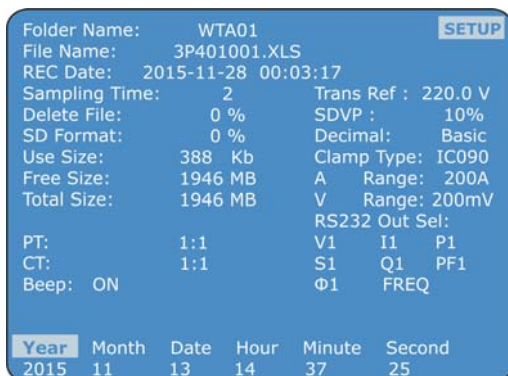 Folder Name: WTA01 SETUP
File Name: 3P401001.XLS
REC Date: 2015-11-28 00:03:17
Sampling Time: 2 Trans Ref : 220.0 V
Delete File: 0 % SDVP : 10%
SD Format: 0 % Decimal: Basic
Use Size: 388 Kb Clamp Type: IC090
Free Size: 1946 MB A Range: 200A
Total Size: 1946 MB V Range: 200mV
RS232 Out Sel:
PT: 1:1 V1 I1 P1
CT: 1:1 S1 Q1 PF1
Beep: ON Φ1 FREQ
Year Month Date Hour Minute Second
2015 11 13 14 37 25